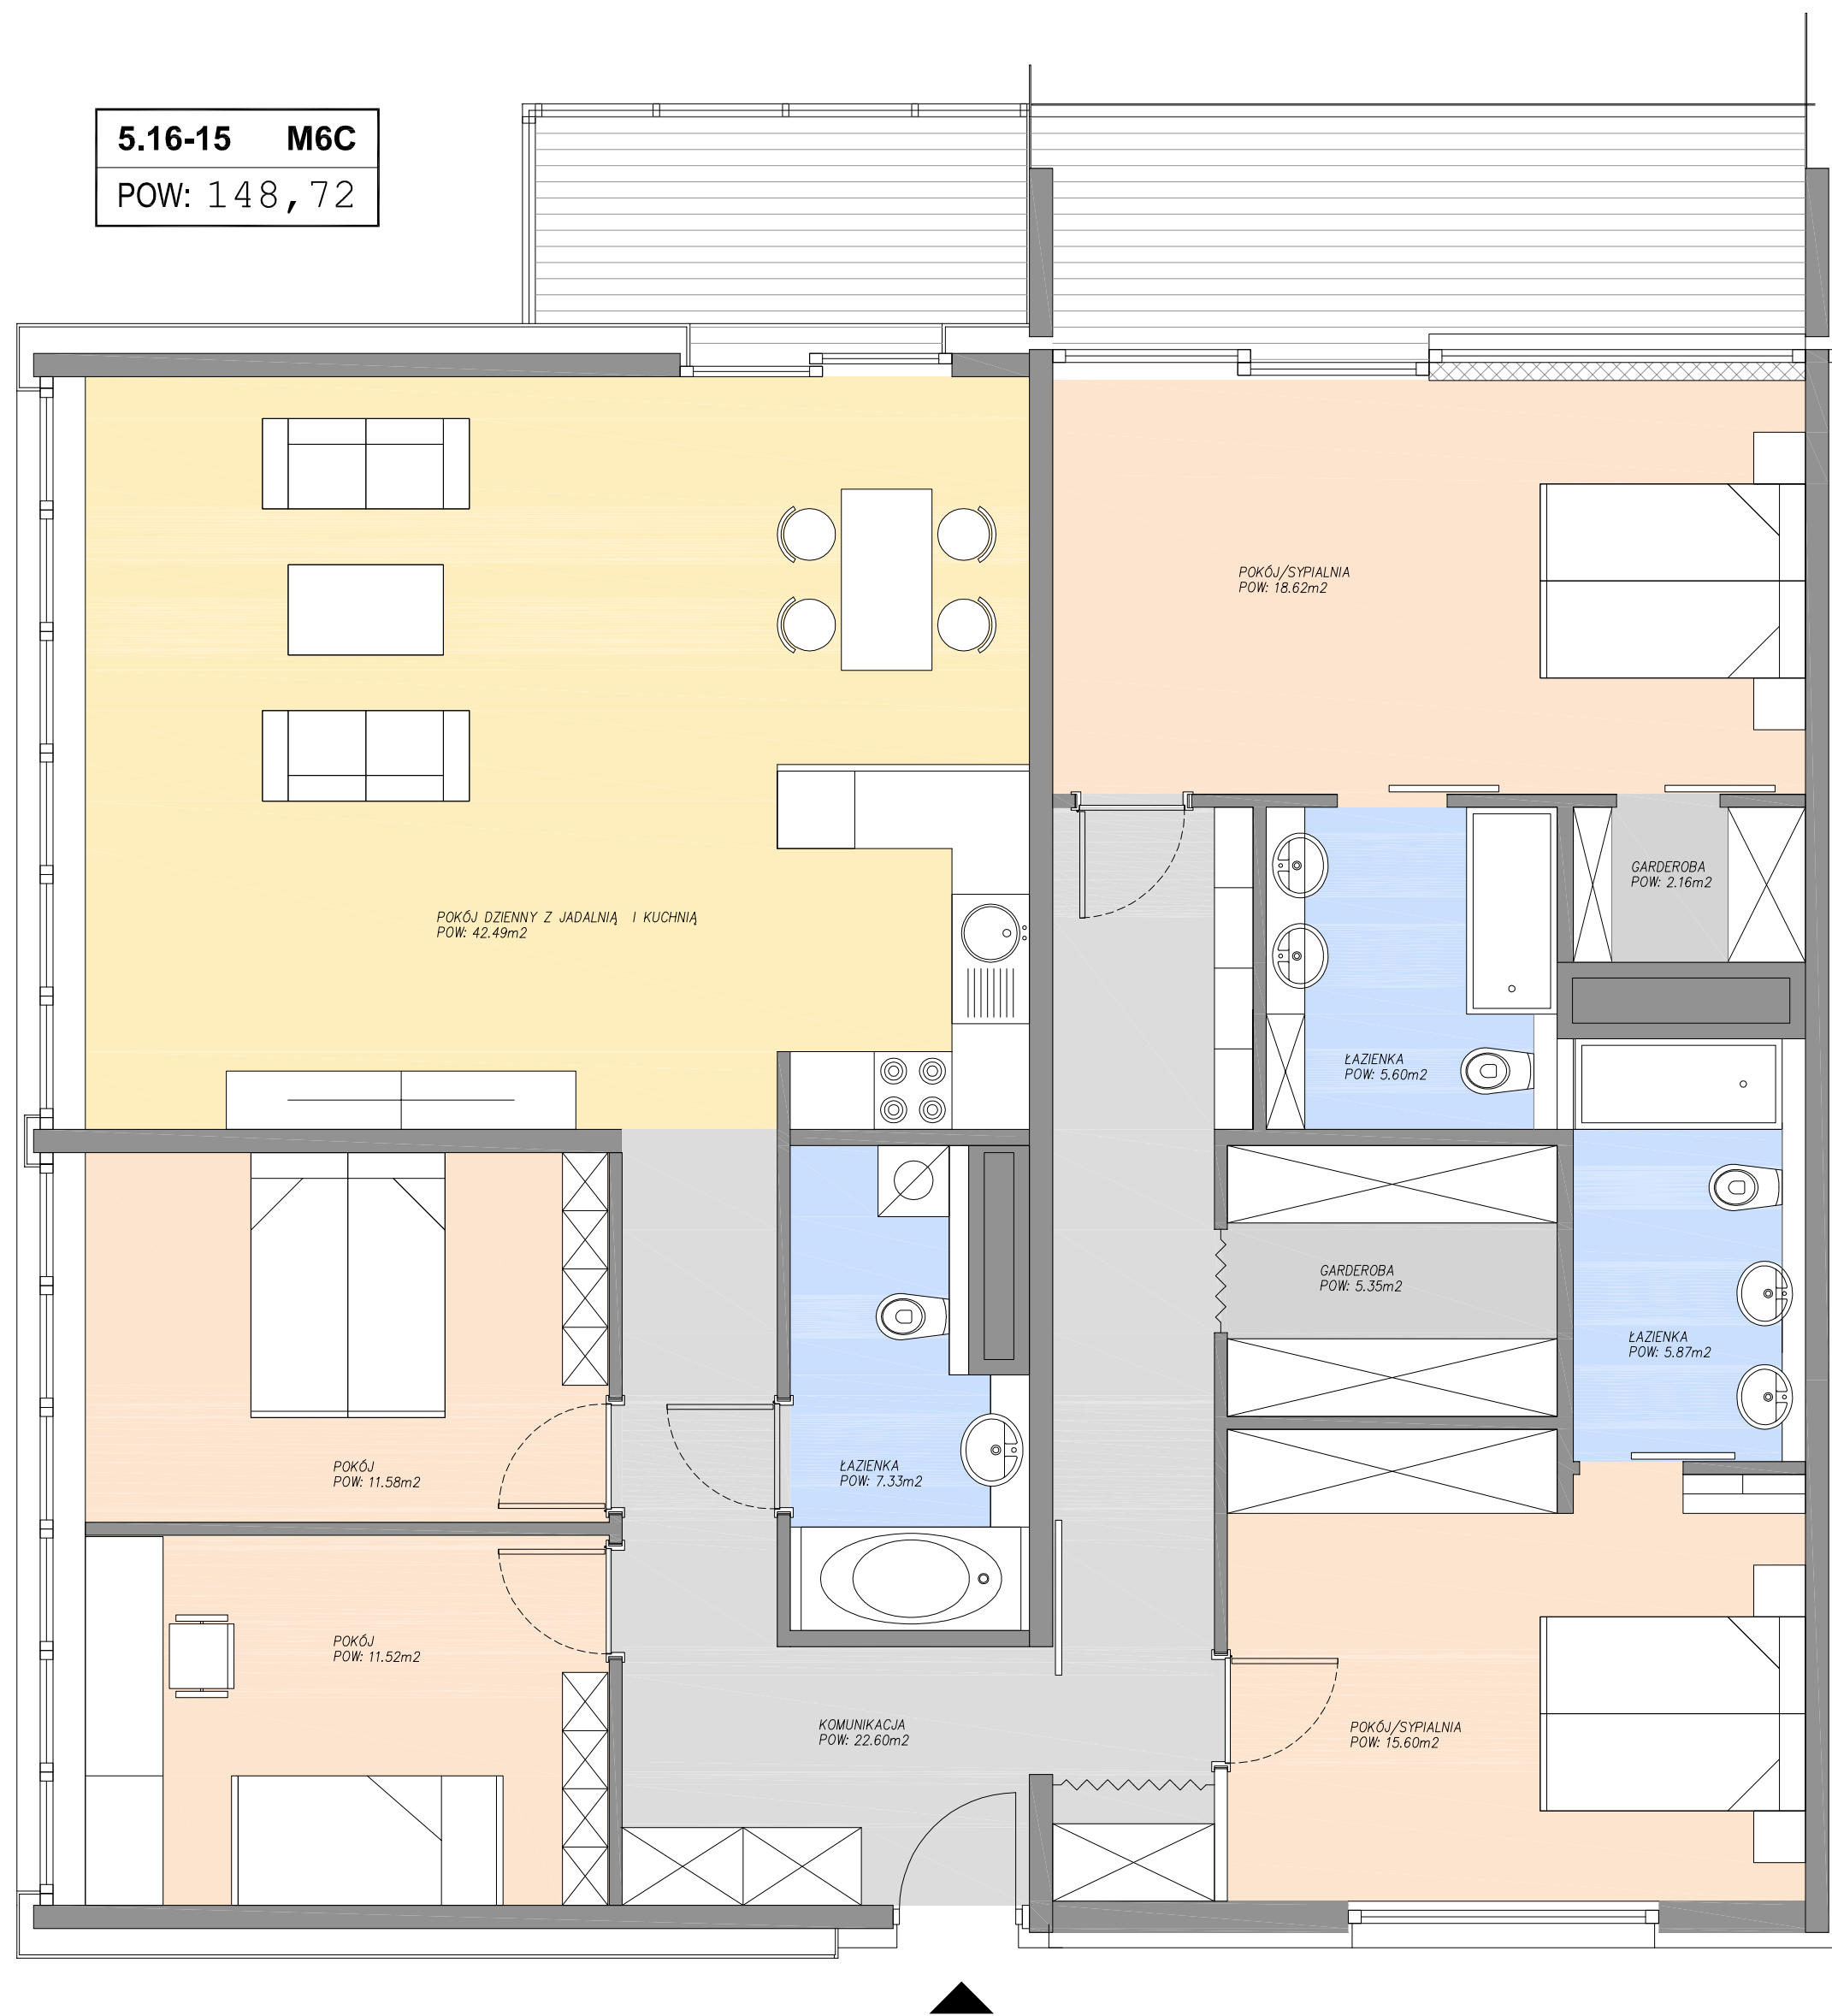 5.16-15 M6C
POW: 148,72
POKÓJ/SYPIALNIA
POW: 18.62m2
GARDEROBA
POW: 2.16m2
POKÓJ DZIENNY Z JADALNIĄ I KUCHNIĄ
POW: 42.49m2
ŁAZIENKA
POW: 5.60m2
GARDEROBA
POW: 5.35m2
ŁAZIENKA
POW: 5.87m2
POKÓJ
POW: 11.58m2
ŁAZIENKA
POW: 7.33m2
POKÓJ
POW: 11.52m2
KOMUNIKACJA
POW: 22.60m2
POKÓJ/SYPIALNIA
POW: 15.60m2